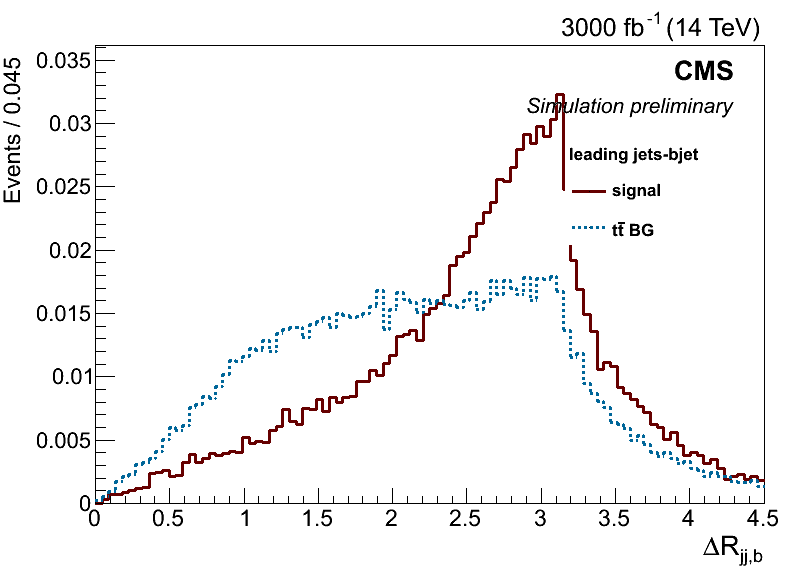 3000 fb⁻¹ (14 TeV)
CMS
Simulation preliminary
leading jets-bjet
signal
tt̄ BG
Events / 0.045
0.035
0.03
0.025
0.02
0.015
0.01
0.005
0
0 0.5 1 1.5 2 2.5 3 3.5 4 4.5
ΔR_jj,b